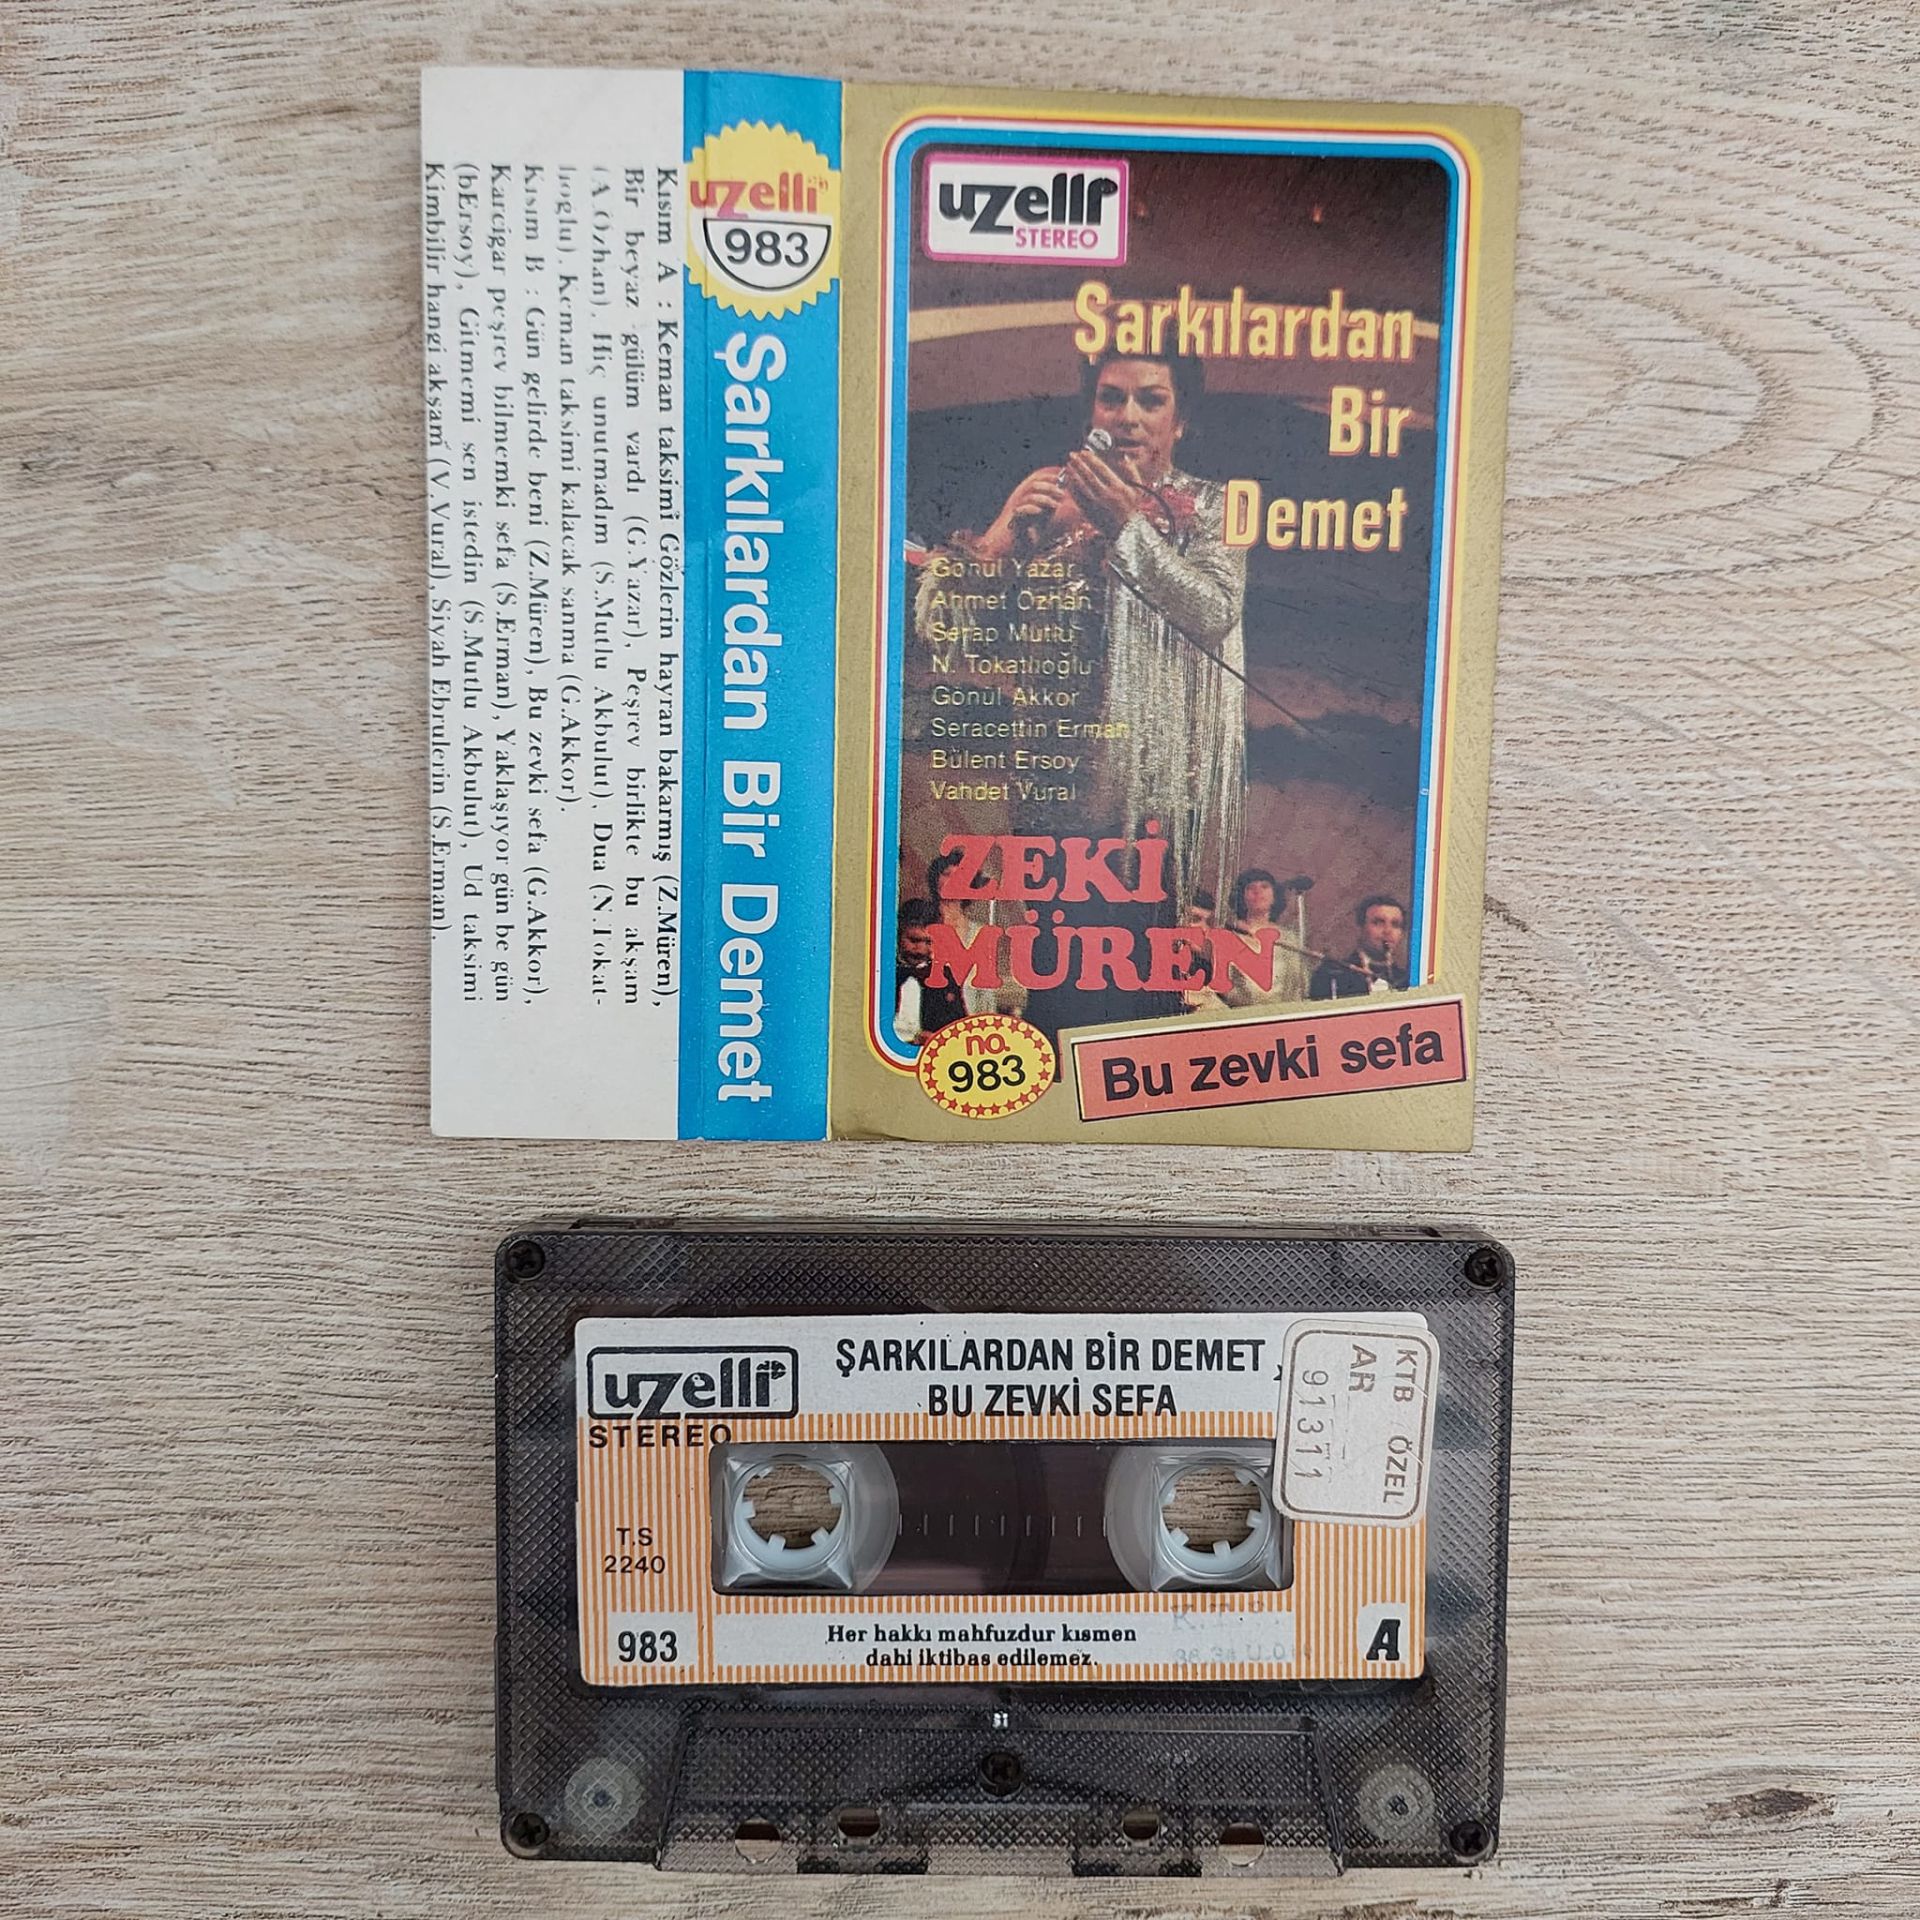 uzelli
STEREO
Şarkılardan
Bir
Demet
Gönül Yazar
Ahmet Özhan
Serap Mutlu
N. Tokatlıoğlu
Gönül Akkor
Seracettin Erman
Bülent Ersoy
Vahdet Vural
ZEKİ
MÜREN
no.
983
Bu zevki sefa
uzelli
983
Şarkılardan Bir Demet
Kısım A : Keman taksimi Gözlerin hayran bakarmış (Z.Müren),
Bir beyaz gülüm vardı (G.Yazar), Peşrev birlikte bu akşam
(A.Özhan), Hiç unutmadım (S.Mutlu Akbulut), Dua (N.Tokat-
lıoğlu), Keman taksimi kalacak sanma (G.Akkor).
Kısım B : Gün gelirde beni (Z.Müren), Bu zevki sefa (G.Akkor),
Karcigar peşrev bilmemki sefa (S.Erman), Yaklaşıyor gün be gün
(bErsoy), Gitmemi sen istedin (S.Mutlu Akbulut), Ud taksimi
Kimbilir hangi akşam (V.Vural), Siyah Ebrulerin (S.Erman).
uzelli
STEREO
ŞARKILARDAN BİR DEMET
BU ZEVKİ SEFA
KTB ÖZEL
AR
91311
T.S
2240
983
Her hakkı mahfuzdur kısmen
dahi iktibas edilemez.
A